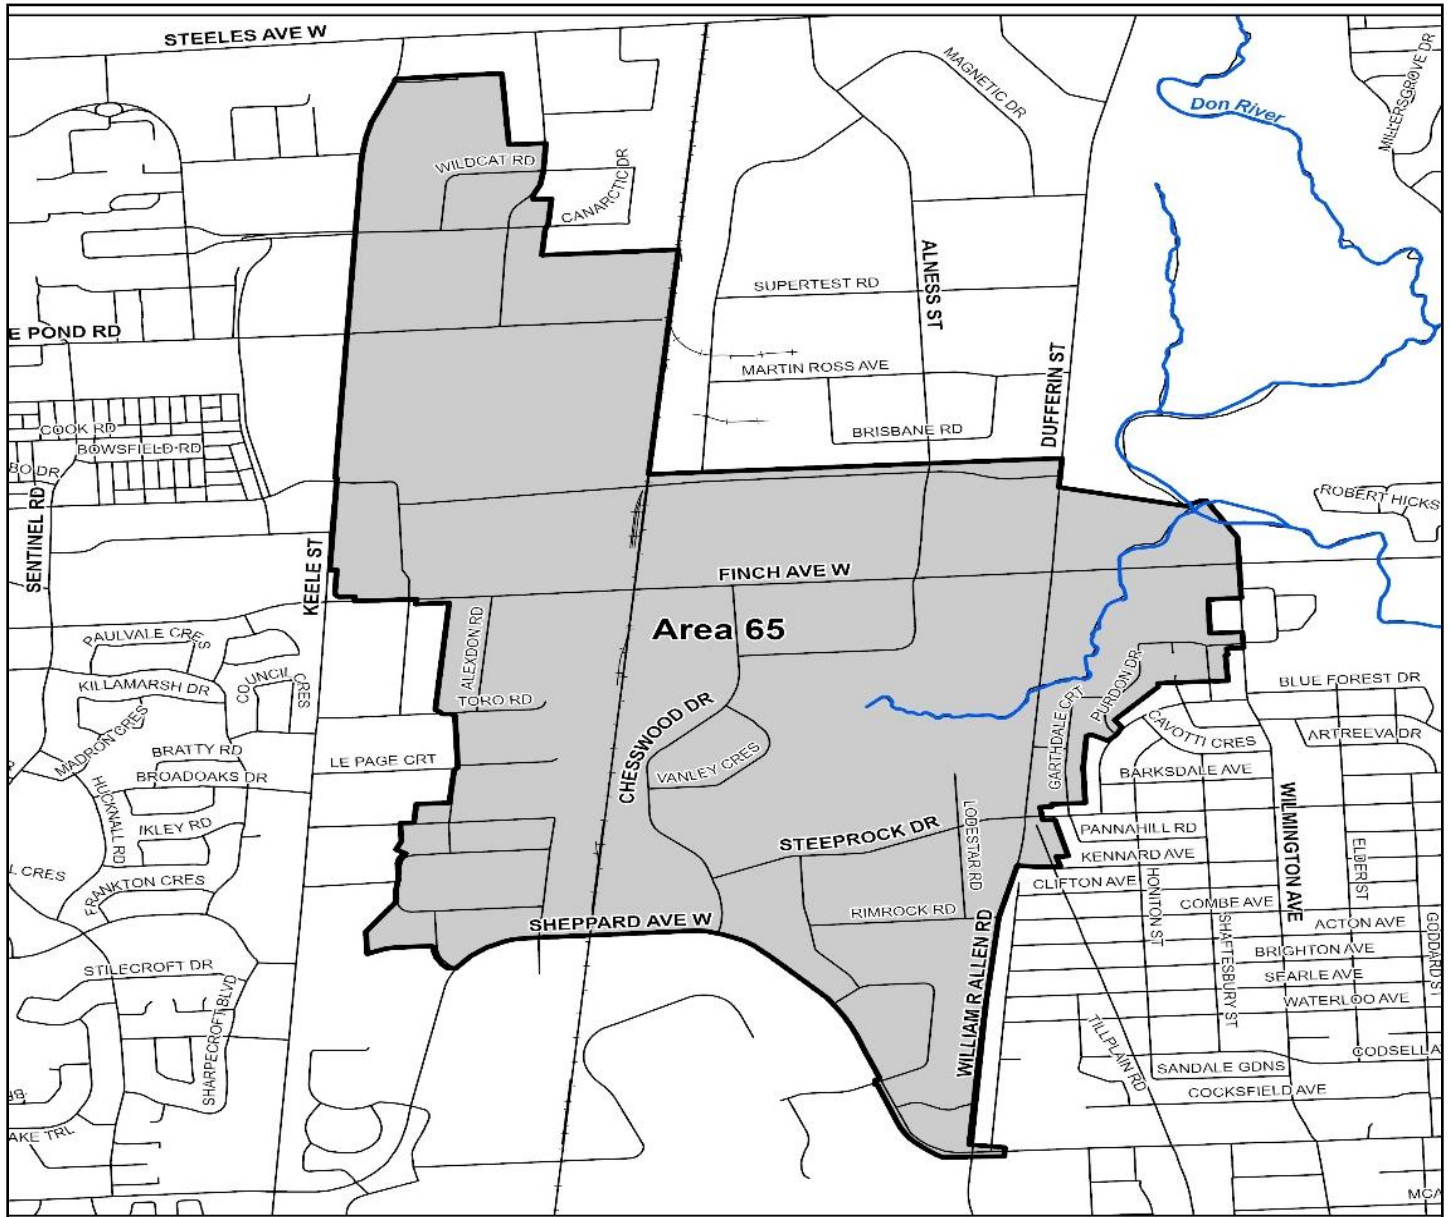 STEELES AVE W
MAGNETIC DR
MILLERSGROVE DR
Don River
WILDCAT RD
CANARCTIC DR
ALNESS ST
SUPERTEST RD
E POND RD
MARTIN ROSS AVE
DUFFERIN ST
COOK RD
BOWSFIELD RD
BRISBANE RD
BO DR
SENTINEL RD
ROBERT HICKS
KEELE ST
FINCH AVE W
Area 65
PAULVALE CRES
ALEXDON RD
KILLAMARSH DR
COUNCIL CRES
TORO RD
CHESSWOOD DR
GARTHDALE CRT
PURDON DR
BLUE FOREST DR
MADRON CRES
CAVOTTI CRES
ARTREEVA DR
BRATTY RD
LE PAGE CRT
BROADOAKS DR
VANLEY CRES
BARKSDALE AVE
HUCKNALL RD
IKLEY RD
STEEPROCK DR
LODESTAR RD
PANNAHILL RD
WILMINGTON AVE
KENNARD AVE
ELDER ST
L CRES
FRANKTON CRES
CLIFTON AVE
HONITON ST
COMBE AVE
RIMROCK RD
SHEPPARD AVE W
SHAFTESBURY ST
ACTON AVE
GODDARD ST
BRIGHTON AVE
STILECROFT DR
SEARLE AVE
WILLIAM R ALLEN RD
WATERLOO AVE
SHARPECROFT BLVD
TILLPLAIN RD
CODSELLA
SANDALE GDNS
COCKSFIELD AVE
AKE TRL
MCA